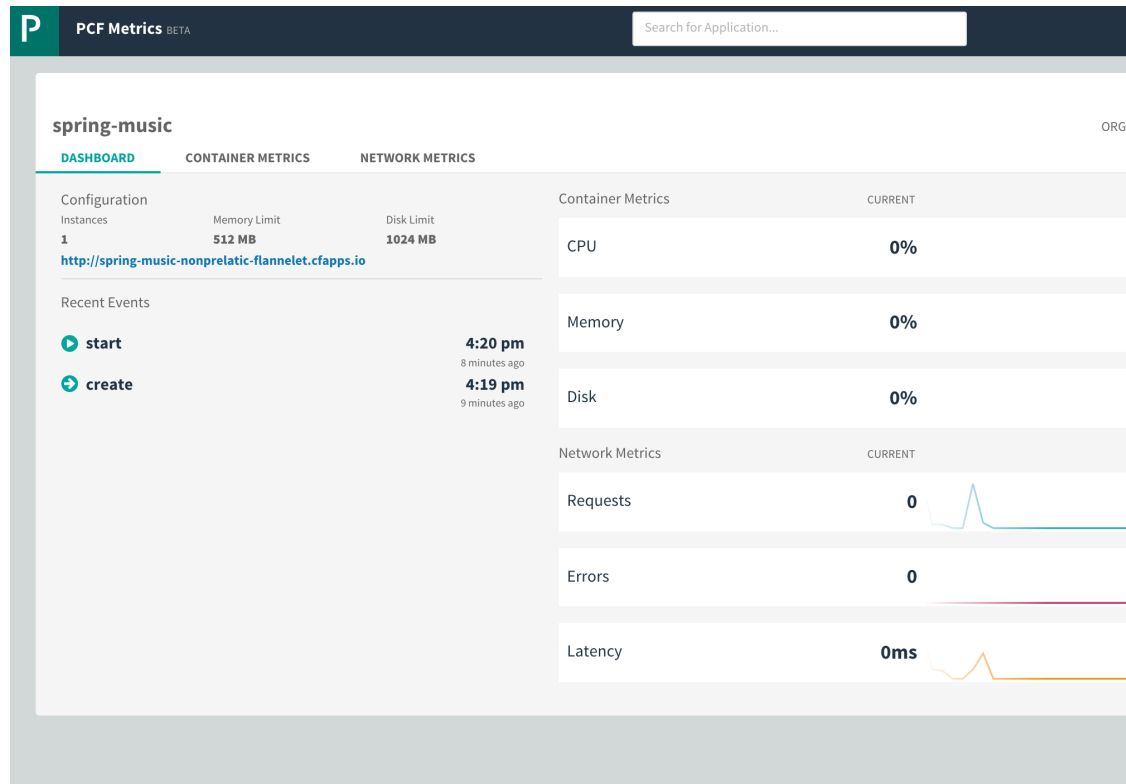 P PCF Metrics BETA Search for Application...
spring-music
ORG
DASHBOARD CONTAINER METRICS NETWORK METRICS
Configuration
Instances Memory Limit Disk Limit
1 512 MB 1024 MB
http://spring-music-nonprelatic-flannelet.cfapps.io
Recent Events
start 4:20 pm
8 minutes ago
create 4:19 pm
9 minutes ago
Container Metrics CURRENT
CPU 0%
Memory 0%
Disk 0%
Network Metrics CURRENT
Requests 0
Errors 0
Latency 0ms